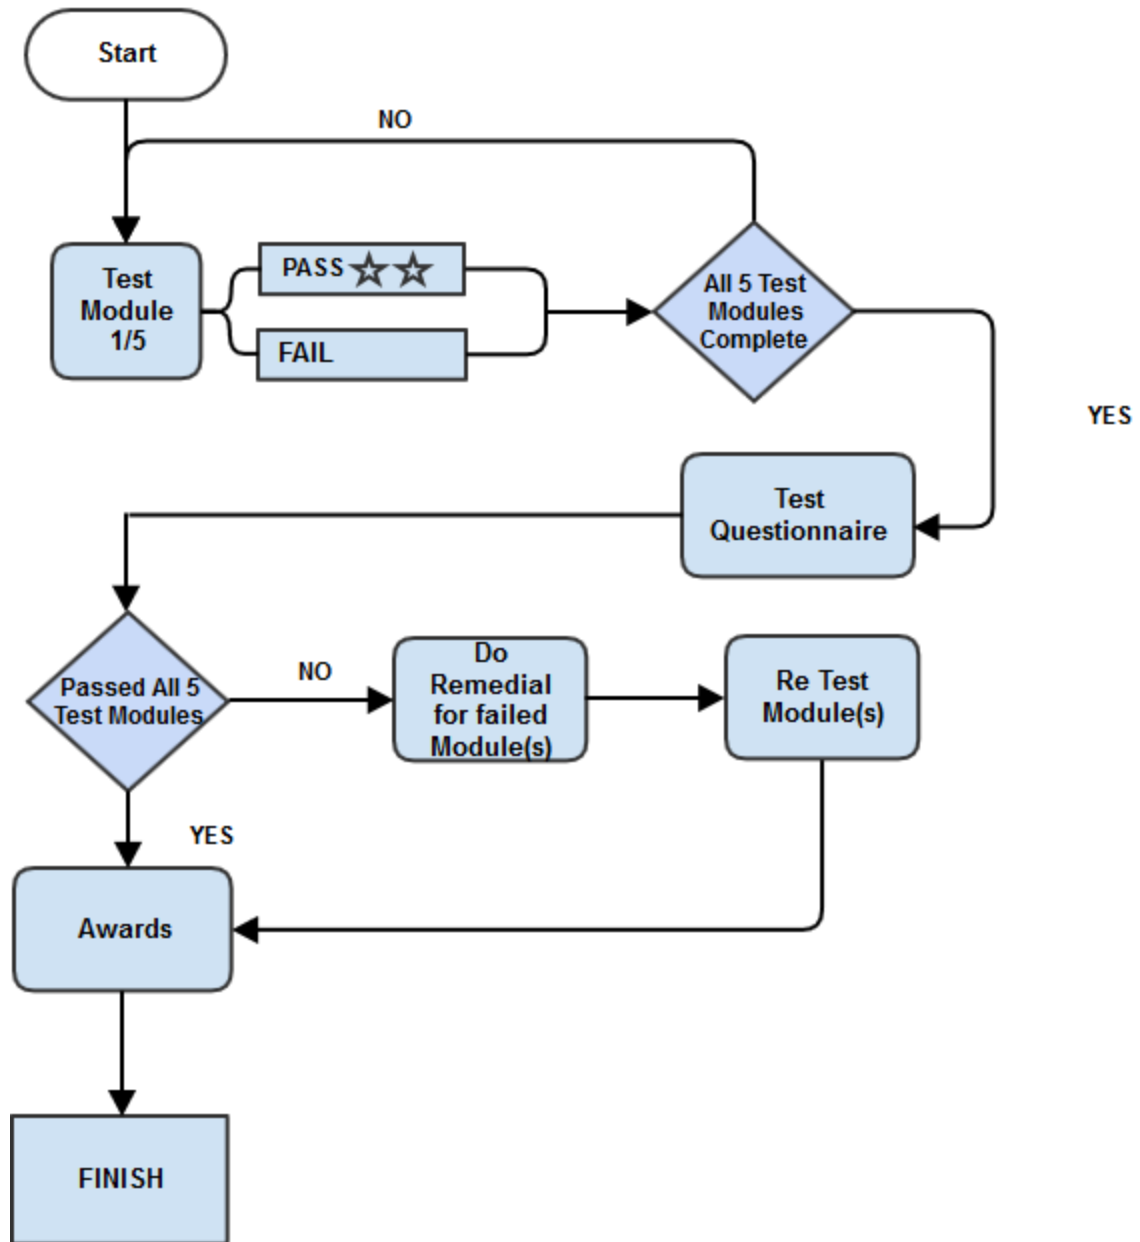 Start
NO
Test
Module
1/5
PASS
FAIL
All 5 Test
Modules
Complete
YES
Test
Questionnaire
Passed All 5
Test Modules
NO
Do
Remedial
for failed
Module(s)
Re Test
Module(s)
YES
Awards
FINISH